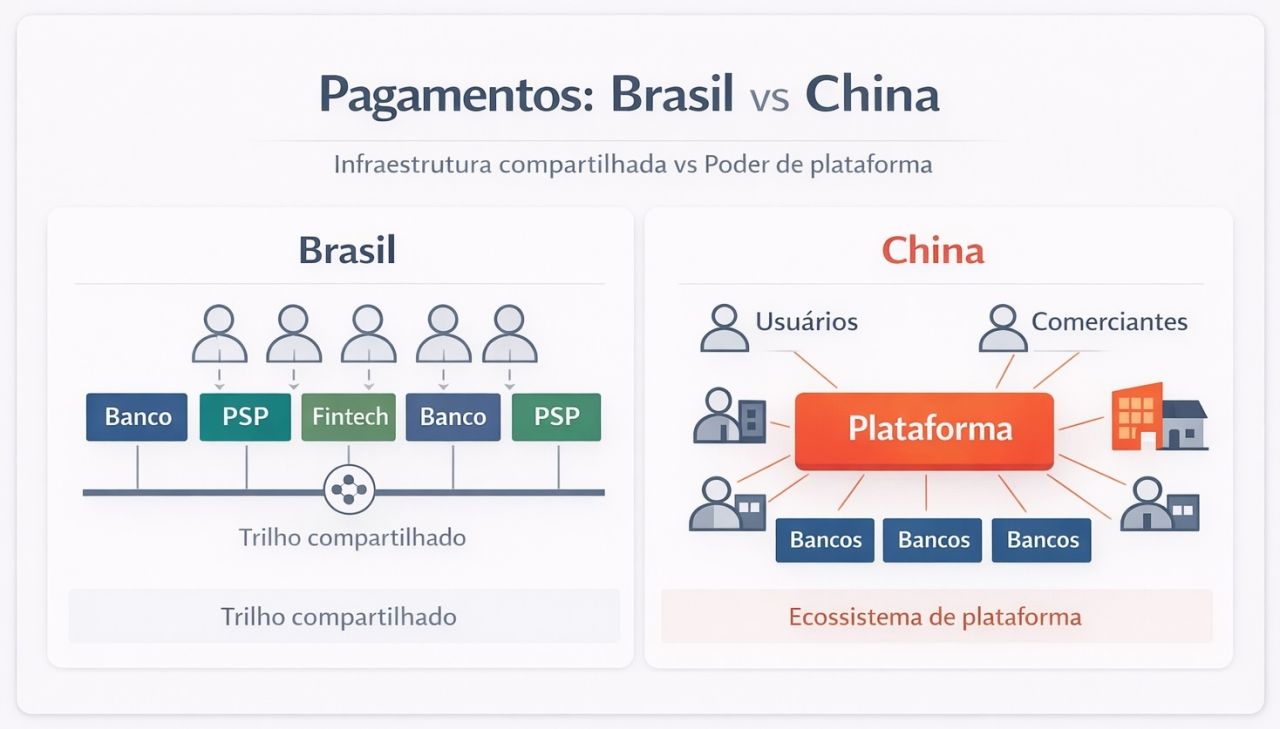 Pagamentos: Brasil vs China
Infraestrutura compartilhada vs Poder de plataforma
Brasil
Banco
PSP
Fintech
Banco
PSP
Trilho compartilhado
Trilho compartilhado
China
Usuários
Comerciantes
Plataforma
Bancos
Bancos
Bancos
Ecossistema de plataforma